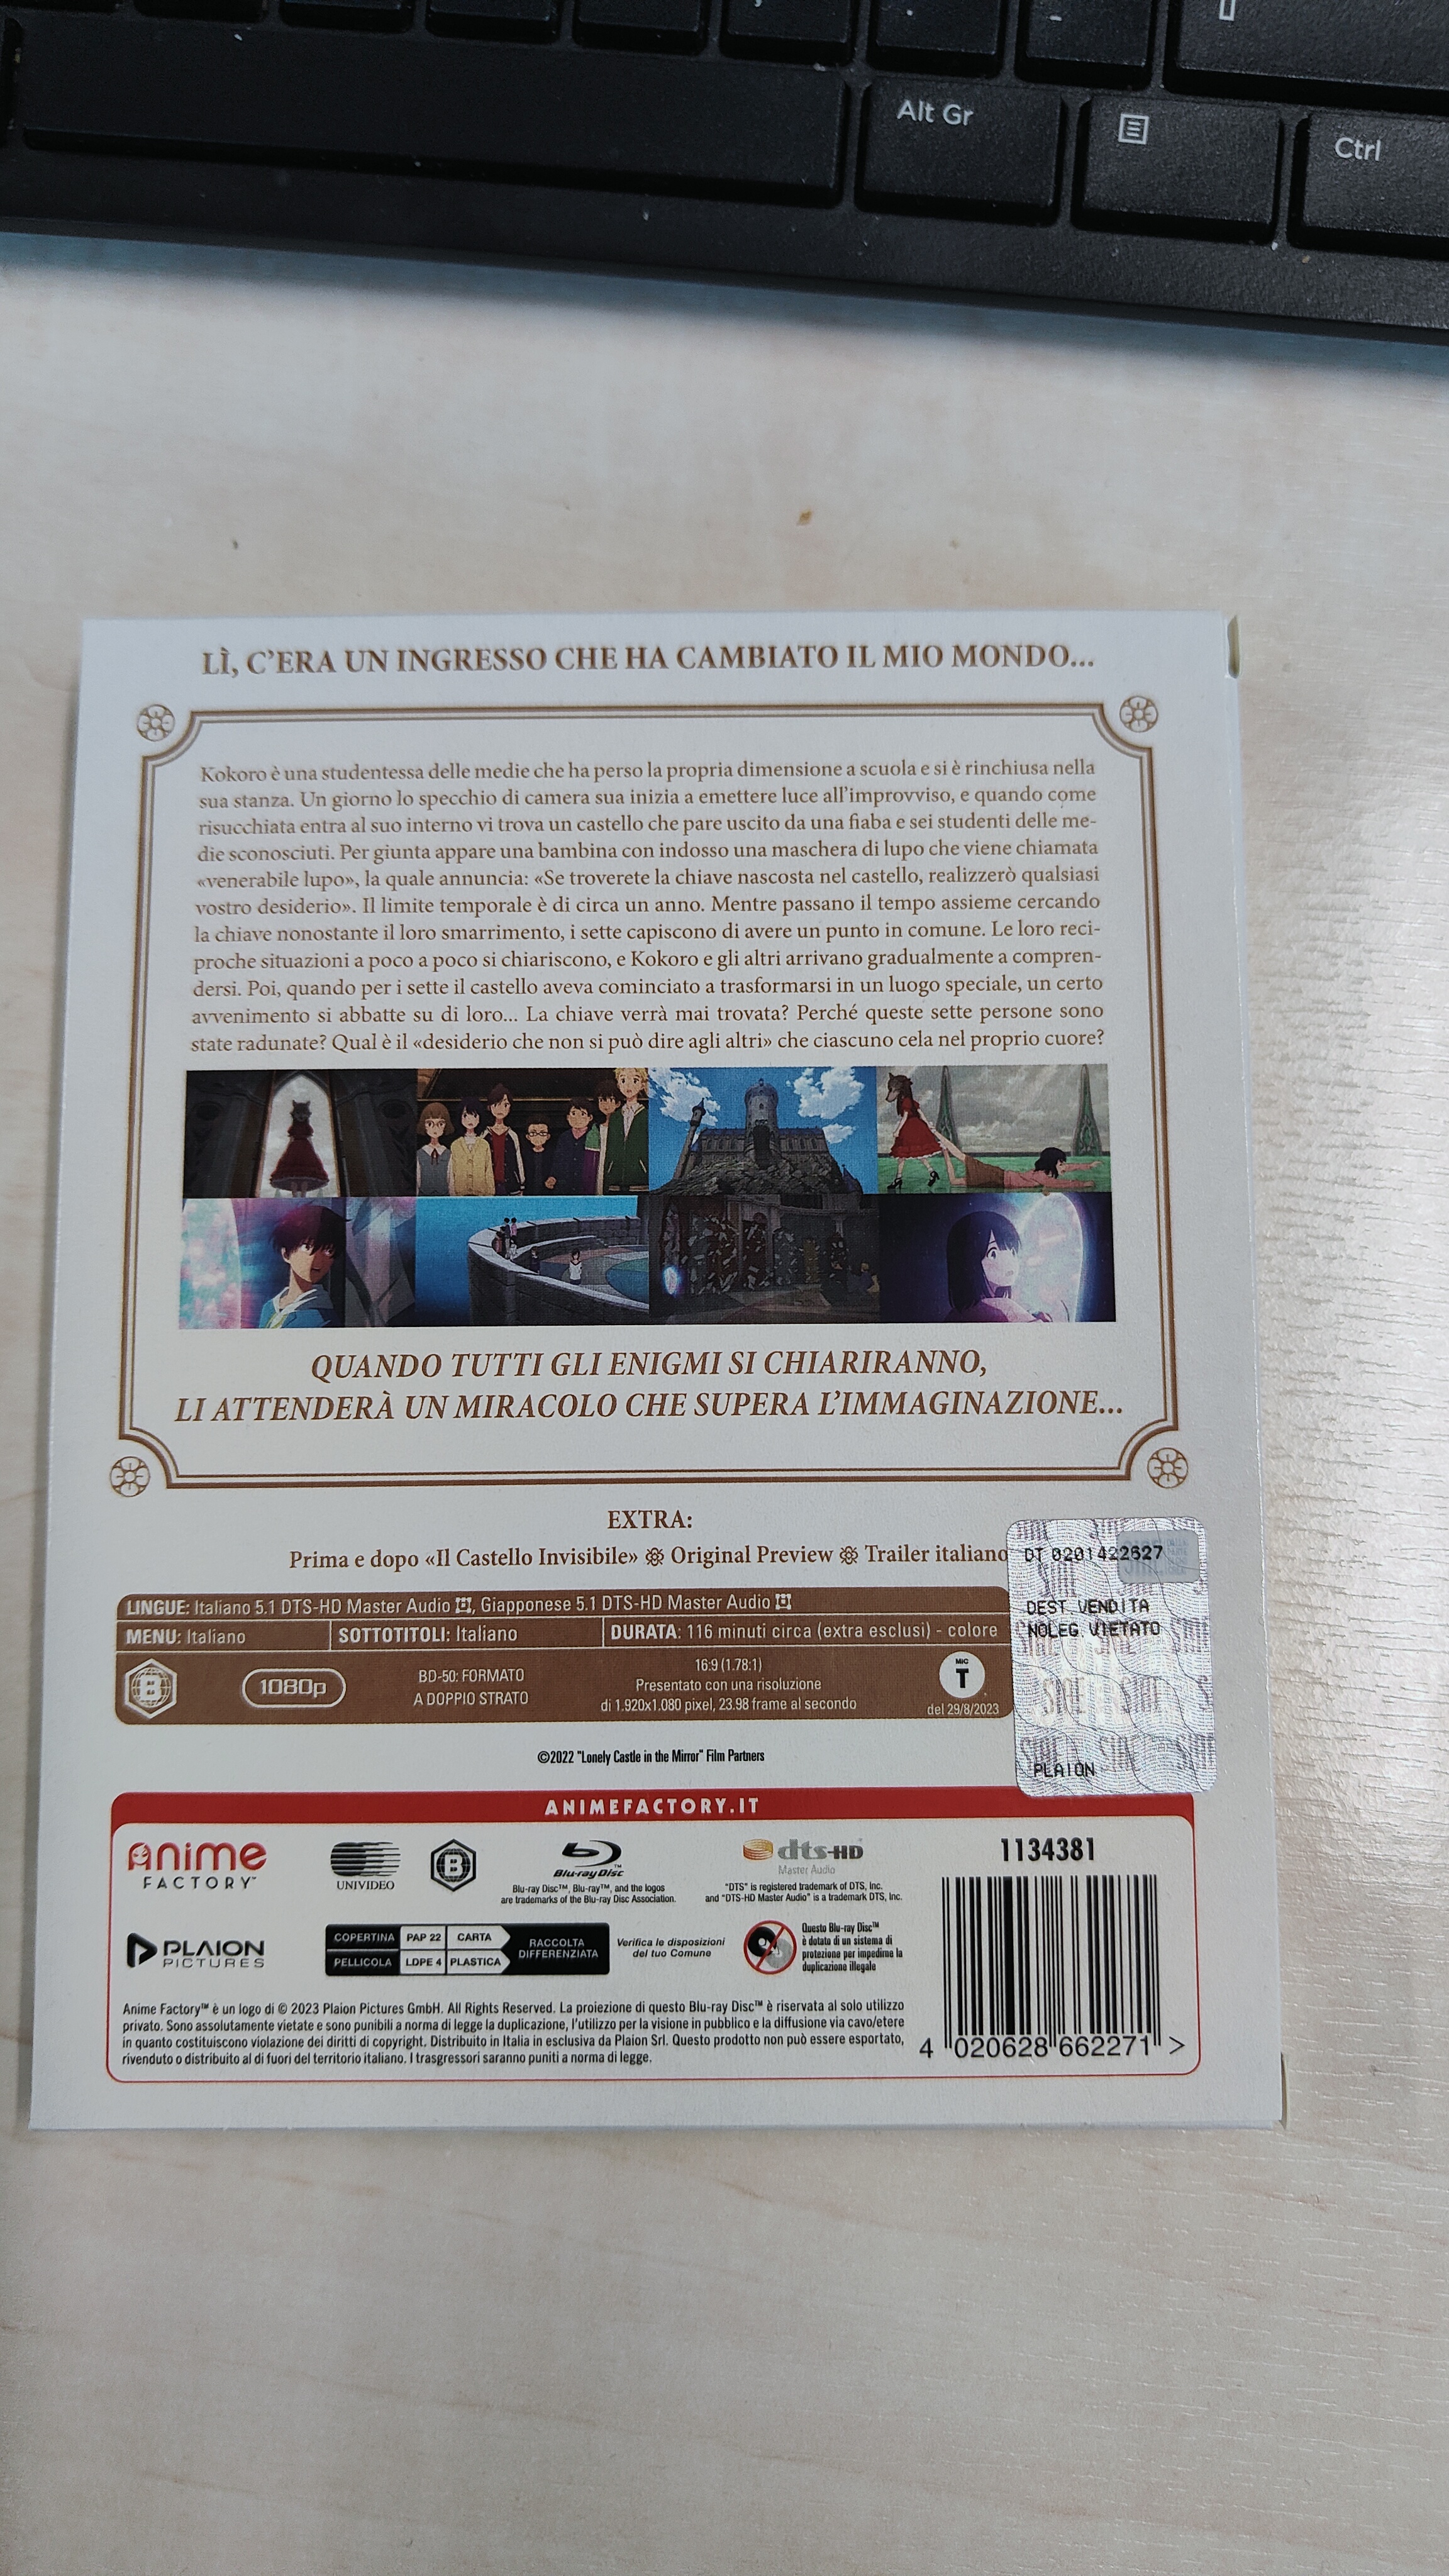 Alt Gr
Ctrl
LÌ, C'ERA UN INGRESSO CHE HA CAMBIATO IL MIO MONDO...
Kokoro è una studentessa delle medie che ha perso la propria dimensione a scuola e si è rinchiusa nella
sua stanza. Un giorno lo specchio di camera sua inizia a emettere luce all'improvviso, e quando come
risucchiata entra al suo interno vi trova un castello che pare uscito da una fiaba e sei studenti delle me-
die sconosciuti. Per giunta appare una bambina con indosso una maschera di lupo che viene chiamata
«venerabile lupo», la quale annuncia: «Se troverete la chiave nascosta nel castello, realizzerò qualsiasi
vostro desiderio». Il limite temporale è di circa un anno. Mentre passano il tempo assieme cercando
la chiave nonostante il loro smarrimento, i sette capiscono di avere un punto in comune. Le loro reci-
proche situazioni a poco a poco si chiariscono, e Kokoro e gli altri arrivano gradualmente a compren-
dersi. Poi, quando per i sette il castello aveva cominciato a trasformarsi in un luogo speciale, un certo
avvenimento si abbatte su di loro... La chiave verrà mai trovata? Perché queste sette persone sono
state radunate? Qual è il «desiderio che non si può dire agli altri» che ciascuno cela nel proprio cuore?
QUANDO TUTTI GLI ENIGMI SI CHIARIRANNO,
LI ATTENDERÀ UN MIRACOLO CHE SUPERA L'IMMAGINAZIONE...
EXTRA:
Prima e dopo «Il Castello Invisibile» Original Preview Trailer italiano
DT 0201422627
DEST VENDITA
NOLEG. VIETATO
PLAION
LINGUE: Italiano 5.1 DTS-HD Master Audio, Giapponese 5.1 DTS-HD Master Audio
MENU: Italiano SOTTOTITOLI: Italiano DURATA: 116 minuti circa (extra esclusi) - colore
B
1080p
BD-50: FORMATO
A DOPPIO STRATO
16:9 (1.78:1)
Presentato con una risoluzione
di 1.920x1.080 pixel, 23.98 frame al secondo
MiC
T
del 29/8/2023
©2022 "Lonely Castle in the Mirror" Film Partners
ANIMEFACTORY.IT
anime
FACTORY™
UNIVIDEO
B
Blu-ray Disc™
Blu-ray Disc™, Blu-ray™, and the logos
are trademarks of the Blu-ray Disc Association.
dts-HD
Master Audio
"DTS" is registered trademark of DTS, Inc.
and "DTS-HD Master Audio" is a trademark DTS, Inc.
1134381
PLAION
PICTURES
COPERTINA PAP 22 CARTA
PELLICOLA LDPE 4 PLASTICA
RACCOLTA
DIFFERENZIATA
Verifica le disposizioni
del tuo Comune
Questo Blu-ray Disc™
è dotato di un sistema di
protezione per impedirne la
duplicazione illegale
Anime Factory™ è un logo di © 2023 Plaion Pictures GmbH. All Rights Reserved. La proiezione di questo Blu-ray Disc™ è riservata al solo utilizzo
privato. Sono assolutamente vietate e sono punibili a norma di legge la duplicazione, l'utilizzo per la visione in pubblico e la diffusione via cavo/etere
in quanto costituiscono violazione dei diritti di copyright. Distribuito in Italia in esclusiva da Plaion Srl. Questo prodotto non può essere esportato,
rivenduto o distribuito al di fuori del territorio italiano. I trasgressori saranno puniti a norma di legge.
4 020628 662271 >